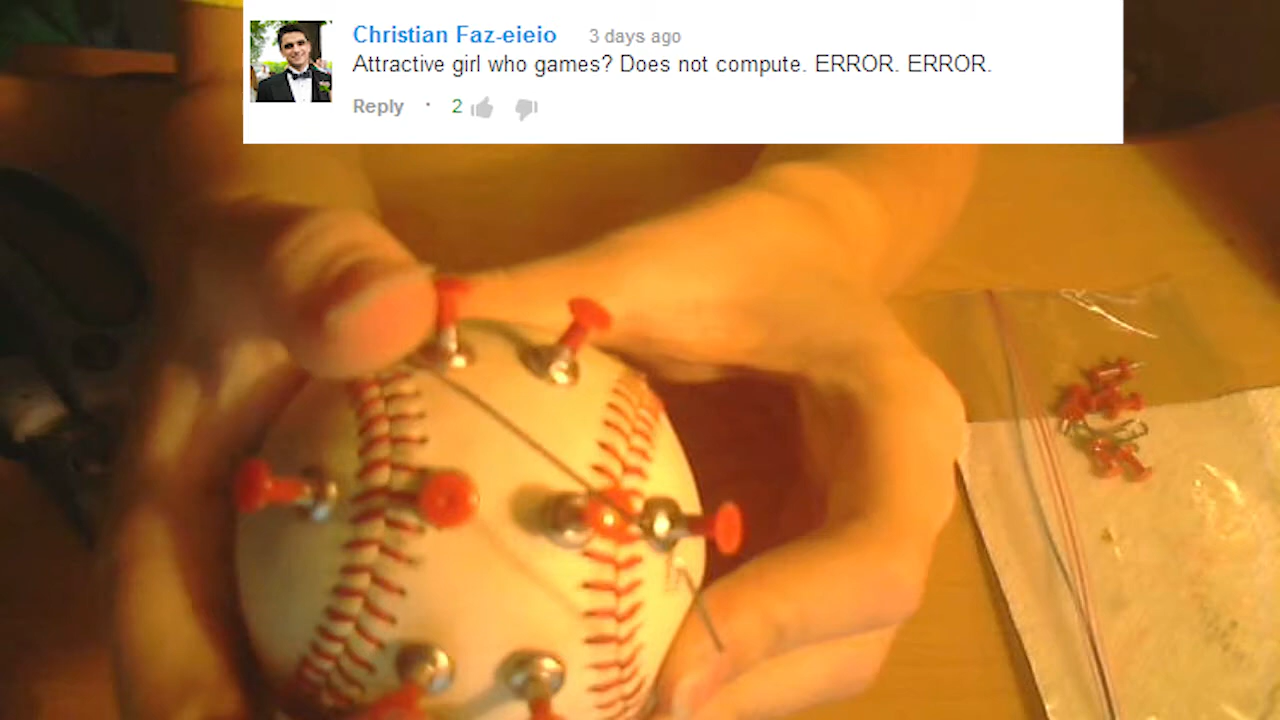 Christian Faz-eieio 3 days ago
Attractive girl who games? Does not compute. ERROR. ERROR.
Reply · 2